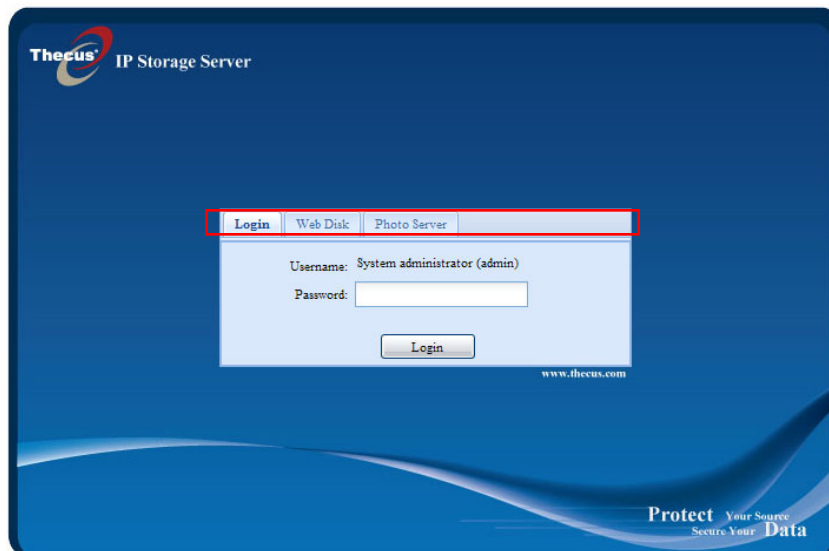 Thecus®
IP Storage Server
Login Web Disk Photo Server
Username: System administrator (admin)
Password:
Login
www.thecus.com
Protect Your Source
Secure Your Data